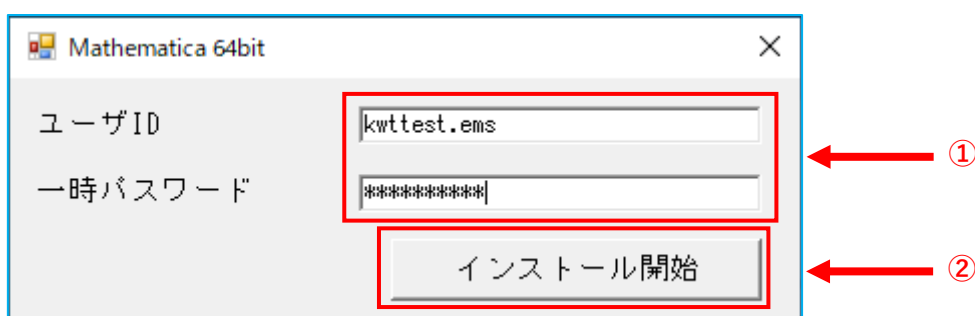 Mathematica 64bit
ユーザID
kwttest.ems
①
一時パスワード
**********
インストール開始
②